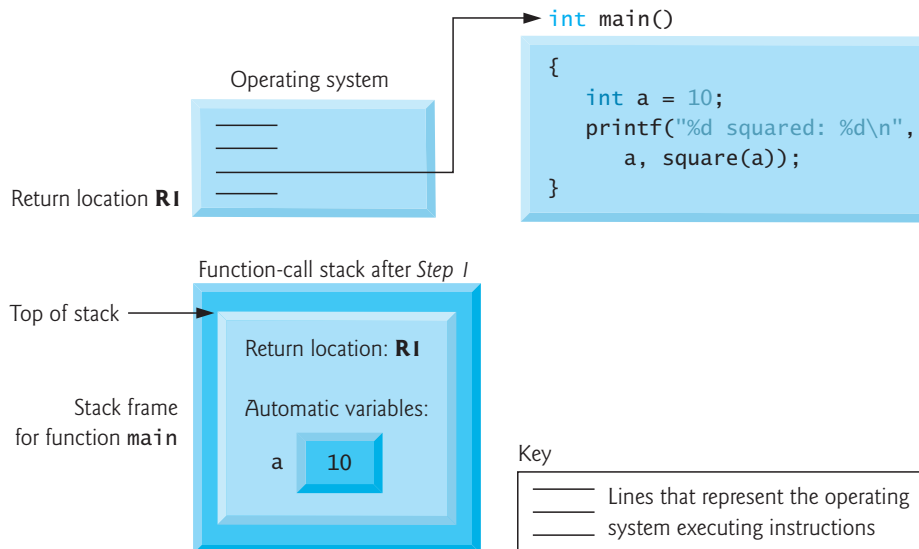 int main()
Operating system
{
int a = 10;
printf("%d squared: %d\n",
a, square(a));
}
Return location R1
Function-call stack after Step 1
Top of stack
Return location: R1
Automatic variables:
a 10
Stack frame
for function main
Key
Lines that represent the operating
system executing instructions